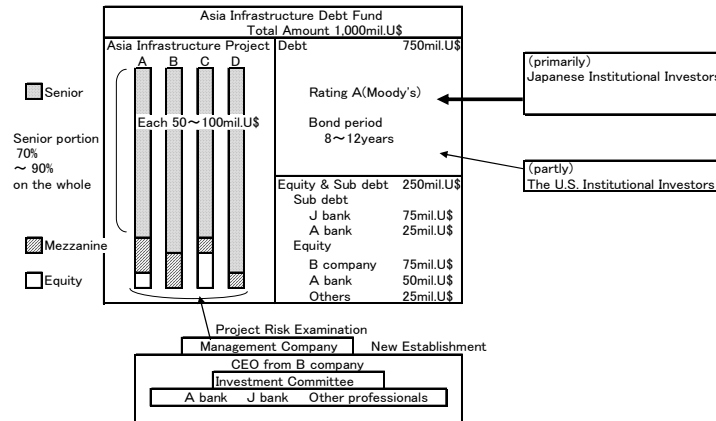 Asia Infrastructure Debt Fund
Total Amount 1,000mil.U$
Asia Infrastructure Project
A B C D
Senior
Each 50～100mil.U$
Senior portion
70%
～ 90%
on the whole
Mezzanine
Equity
Debt 750mil.U$
Rating A(Moody's)
Bond period
8～12years
Equity & Sub debt 250mil.U$
Sub debt
J bank 75mil.U$
A bank 25mil.U$
Equity
B company 75mil.U$
A bank 50mil.U$
Others 25mil.U$
(primarily)
Japanese Institutional Investors
(partly)
The U.S. Institutional Investors
Project Risk Examination
Management Company New Establishment
CEO from B company
Investment Committee
A bank J bank Other professionals